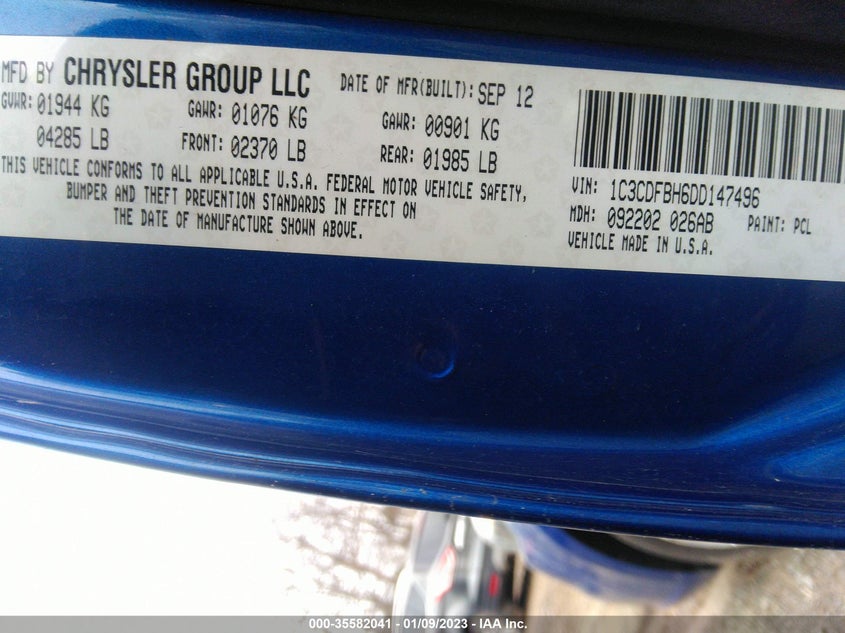 MFD BY CHRYSLER GROUP LLC DATE OF MFR(BUILT): SEP 12
GVWR: 01944 KG GAWR: 01076 KG GAWR: 00901 KG
04285 LB FRONT: 02370 LB REAR: 01985 LB
THIS VEHICLE CONFORMS TO ALL APPLICABLE U.S.A. FEDERAL MOTOR VEHICLE SAFETY,
BUMPER AND THEFT PREVENTION STANDARDS IN EFFECT ON
THE DATE OF MANUFACTURE SHOWN ABOVE.
VIN: 1C3CDFBH6DD147496
MDH: 092202 026AB PAINT: PCL
VEHICLE MADE IN U.S.A.
000-35582041 - 01/09/2023 - IAA Inc.